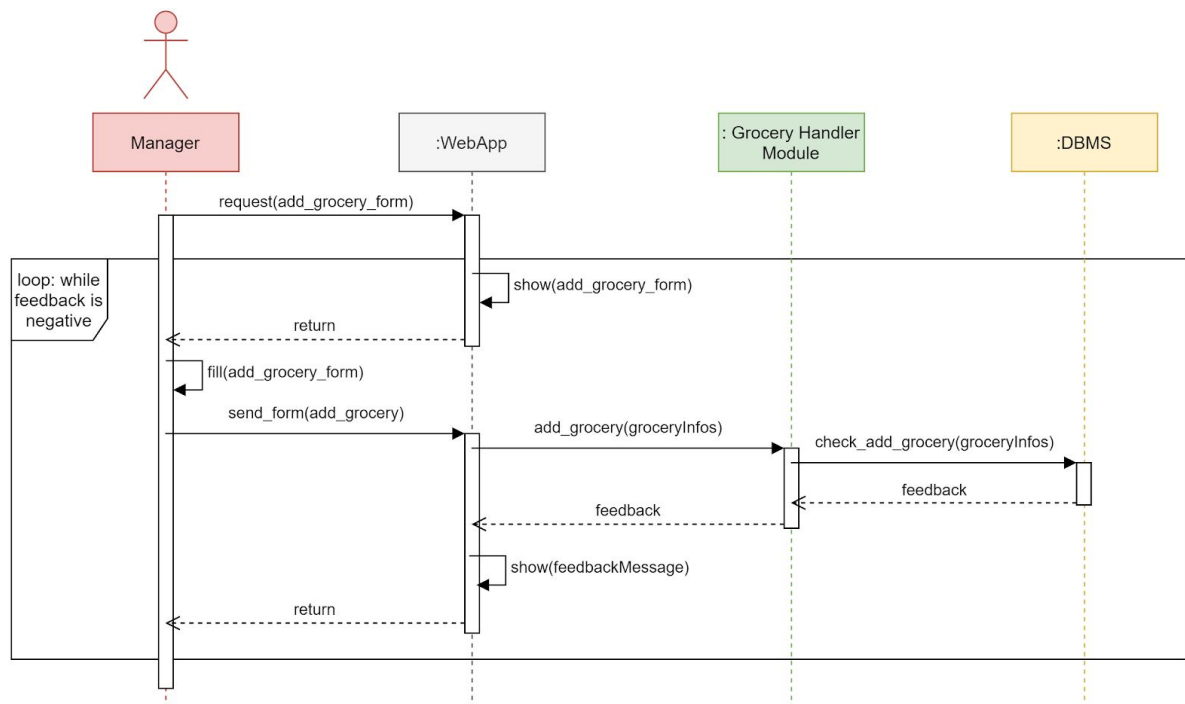 Manager
:WebApp
: Grocery Handler
Module
:DBMS
request(add_grocery_form)
loop: while
feedback is
negative
show(add_grocery_form)
return
fill(add_grocery_form)
send_form(add_grocery)
add_grocery(groceryInfos)
check_add_grocery(groceryInfos)
feedback
feedback
show(feedbackMessage)
return